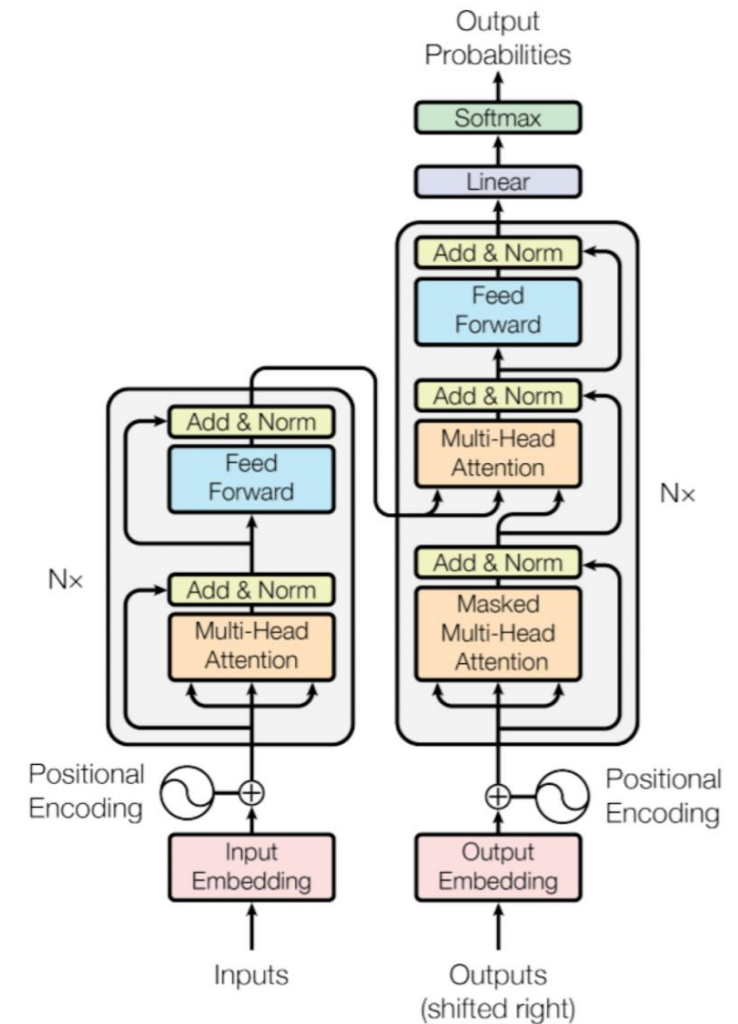 Output
Probabilities
Softmax
Linear
Add & Norm
Feed
Forward
Add & Norm
Multi-Head
Attention
Add & Norm
Masked
Multi-Head
Attention
Nx
Add & Norm
Feed
Forward
Add & Norm
Multi-Head
Attention
Nx
Positional
Encoding
Positional
Encoding
Input
Embedding
Output
Embedding
Inputs
Outputs
(shifted right)